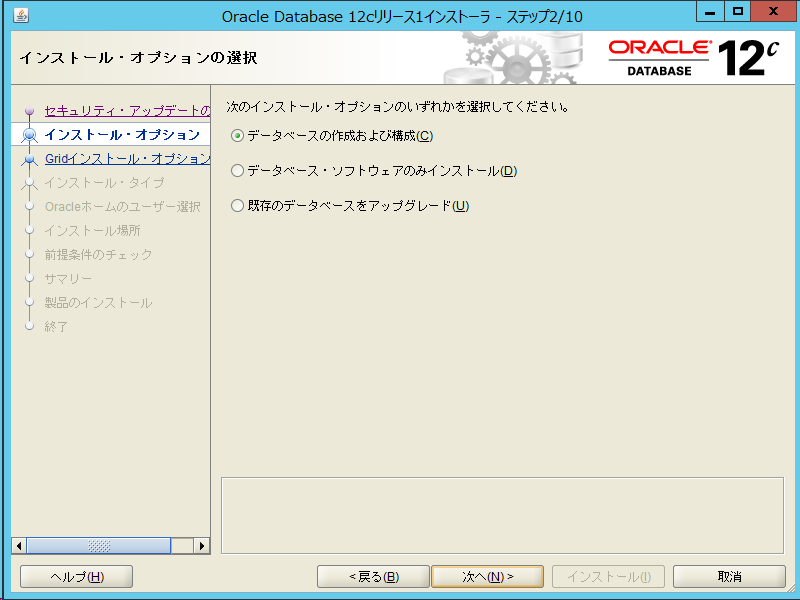 Oracle Database 12cリリース1インストーラ - ステップ2/10
インストール・オプションの選択
ORACLE
DATABASE
12c
セキュリティ・アップデートの
インストール・オプション
Gridインストール・オプション
インストール・タイプ
Oracleホームのユーザー選択
インストール場所
前提条件のチェック
サマリー
製品のインストール
終了
次のインストール・オプションのいずれかを選択してください。
データベースの作成および構成(C)
データベース・ソフトウェアのみインストール(D)
既存のデータベースをアップグレード(U)
ヘルプ(H)
<戻る(B)
次へ(N)>
インストール(I)
取消